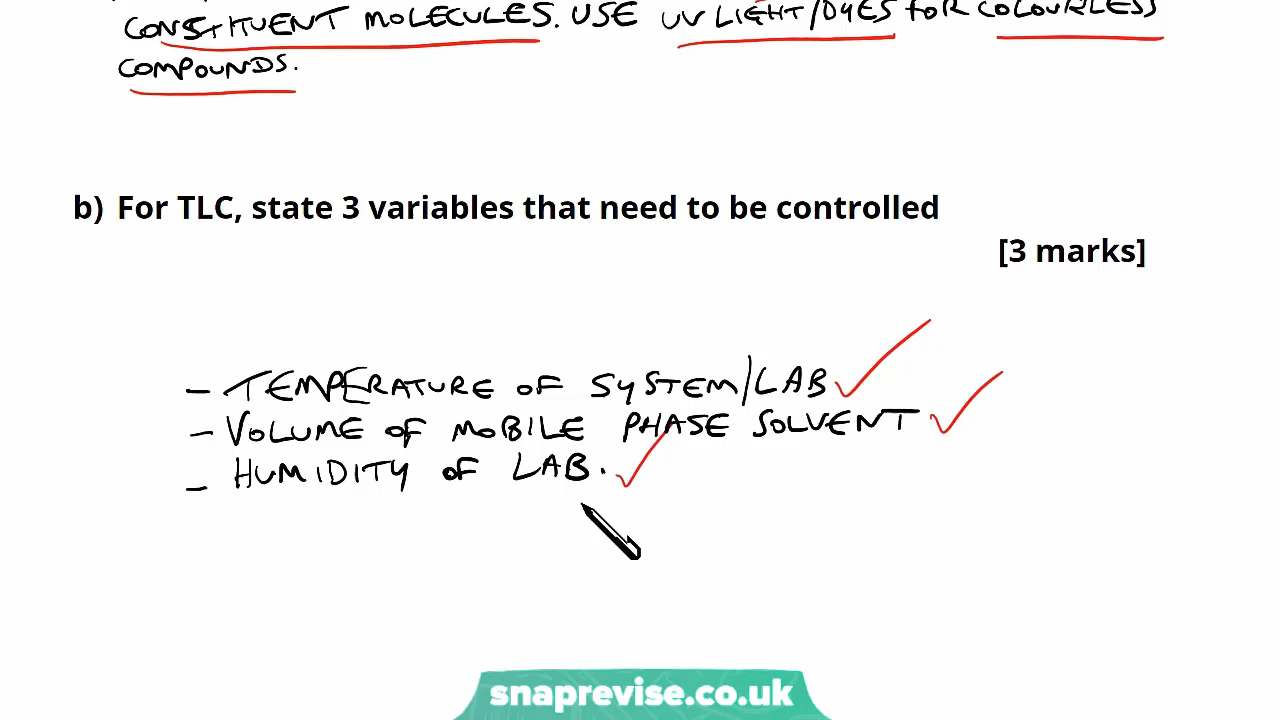 CONSTITUENT MOLECULES. USE UV LIGHT/DYES FOR COLOURLESS
COMPOUNDS.
b) For TLC, state 3 variables that need to be controlled
[3 marks]
- TEMPERATURE OF SYSTEM/LAB
- VOLUME OF MOBILE PHASE SOLVENT
- HUMIDITY OF LAB.
snaprevise.co.uk